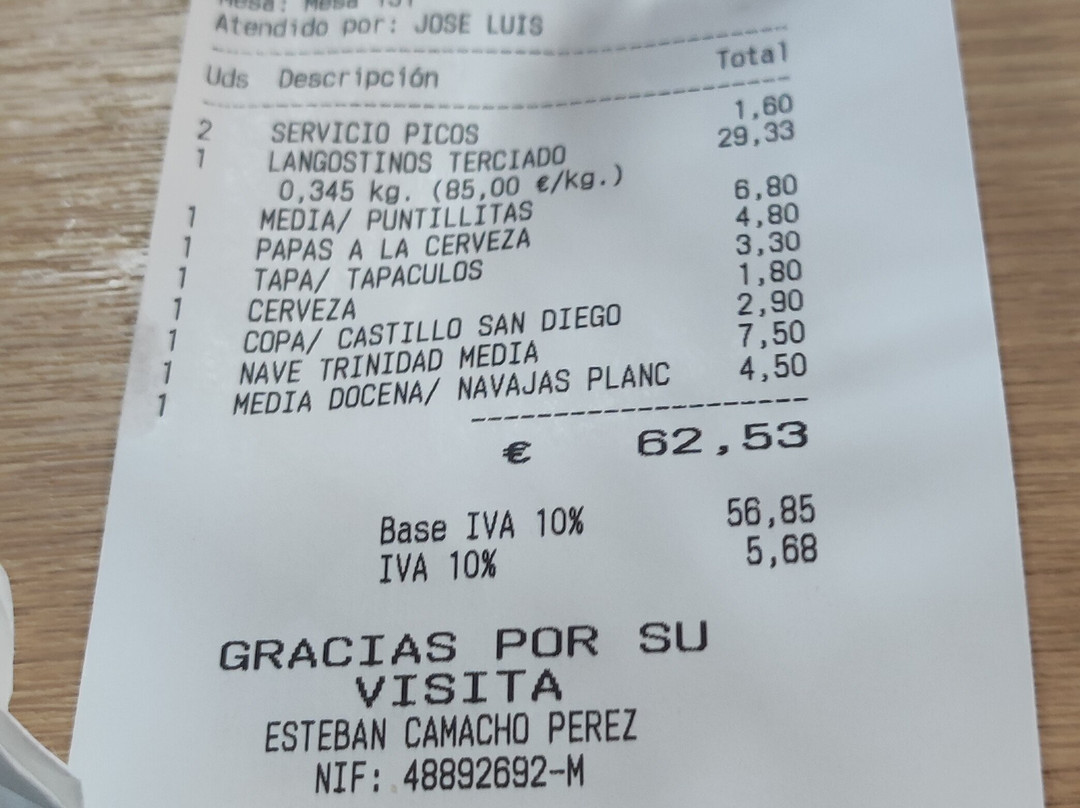 Mesa: Mesa 131
Atendido por: JOSE LUIS
Uds Descripción Total
2 SERVICIO PICOS 1,60
1 LANGOSTINOS TERCIADO 29,33
0,345 kg. (85,00 €/kg.)
1 MEDIA/ PUNTILLITAS 6,80
1 PAPAS A LA CERVEZA 4,80
1 TAPA/ TAPACULOS 3,30
1 CERVEZA 1,80
1 COPA/ CASTILLO SAN DIEGO 2,90
1 NAVE TRINIDAD MEDIA 7,50
1 MEDIA DOCENA/ NAVAJAS PLANC 4,50
€ 62,53
Base IVA 10% 56,85
IVA 10% 5,68
GRACIAS POR SU
VISITA
ESTEBAN CAMACHO PEREZ
NIF: 48892692-M